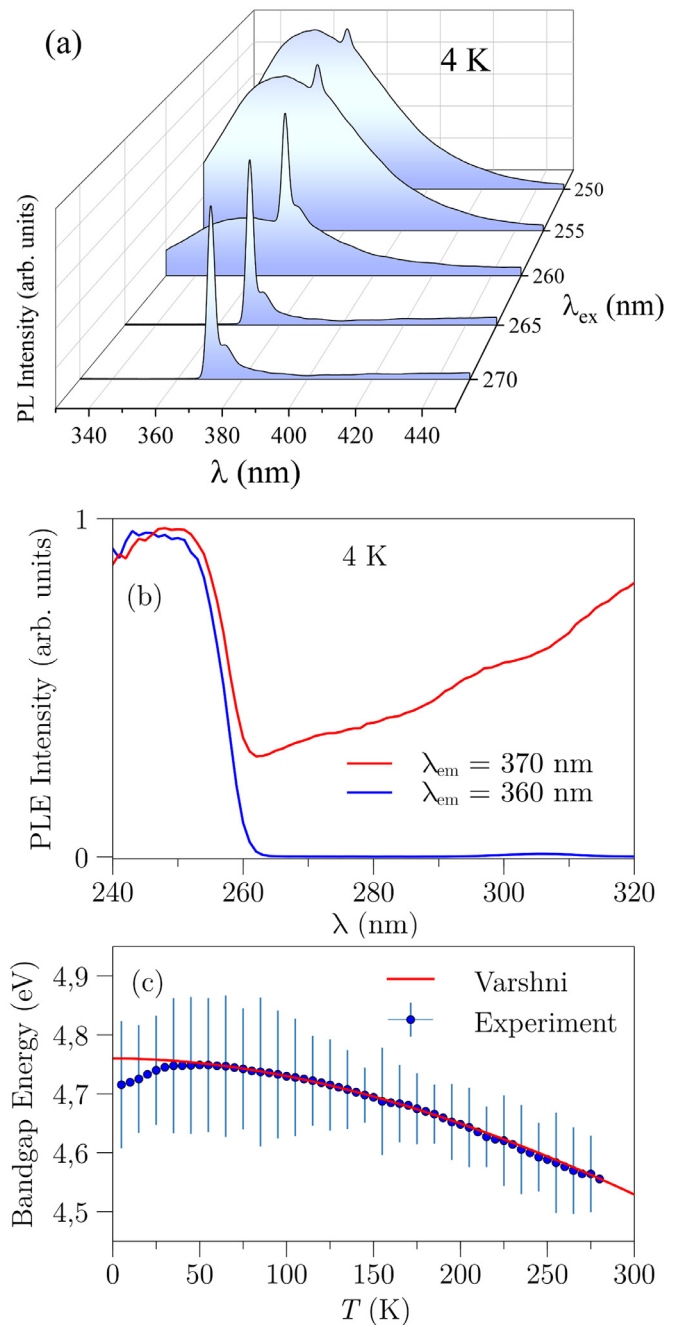 (a)
4 K
PL Intensity (arb. units)
250
255
260
265
270
λex (nm)
340 360 380 400 420 440
λ (nm)
1
4 K
(b)
PLE Intensity (arb. units)
λem = 370 nm
λem = 360 nm
0
240 260 280 300 320
λ (nm)
(c)
4,9
4,8
4,7
4,6
4,5
Bandgap Energy (eV)
Varshni
Experiment
0 50 100 150 200 250 300
T (K)